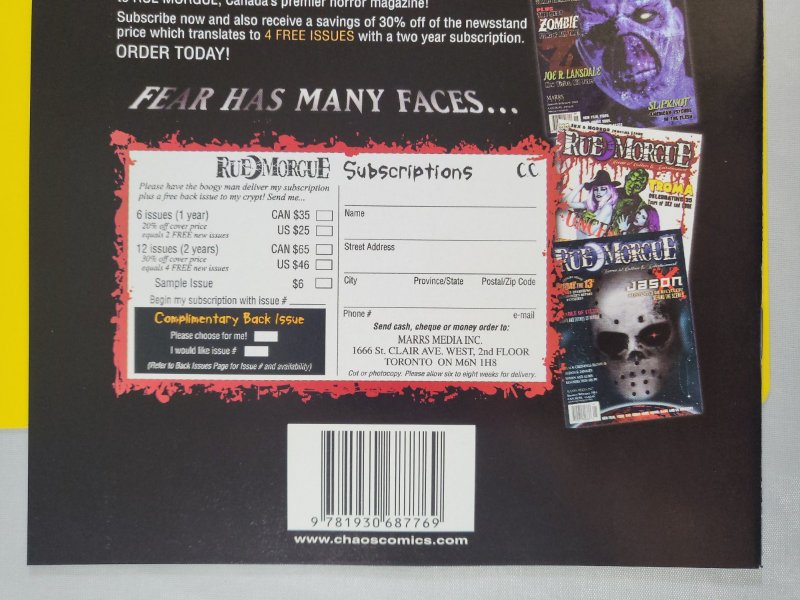 to RUE MORGUE, Canada's premier horror magazine!
Subscribe now and also receive a savings of 30% off of the newsstand
price which translates to 4 FREE ISSUES with a two year subscription.
ORDER TODAY!
FEAR HAS MANY FACES...
RUE MORGUE Subscriptions CC
Please have the boogy man deliver my subscription
plus a free back issue to my crypt! Send me...
6 issues (1 year) CAN $35
20% off cover price
equals 2 FREE new issues US $25
12 issues (2 years) CAN $65
30% off cover price
equals 4 FREE new issues US $46
Sample Issue $6
Begin my subscription with issue #
Complimentary Back Issue
Please choose for me!
I would like issue #
(Refer to Back Issues Page for Issue # and availability)
Name
Street Address
City Province/State Postal/Zip Code
Phone # e-mail
Send cash, cheque or money order to:
MARRS MEDIA INC.
1666 St. CLAIR AVE. WEST, 2nd FLOOR
TORONTO ON M6N 1H8
Cut or photocopy. Please allow six to eight weeks for delivery.
ZOMBIE
JOE R. LANSDALE
SLIPKNOT
RUE MORGUE
TROMA
CELEBRATING
RUE MORGUE
JASON
9 781930 687769
www.chaoscomics.com